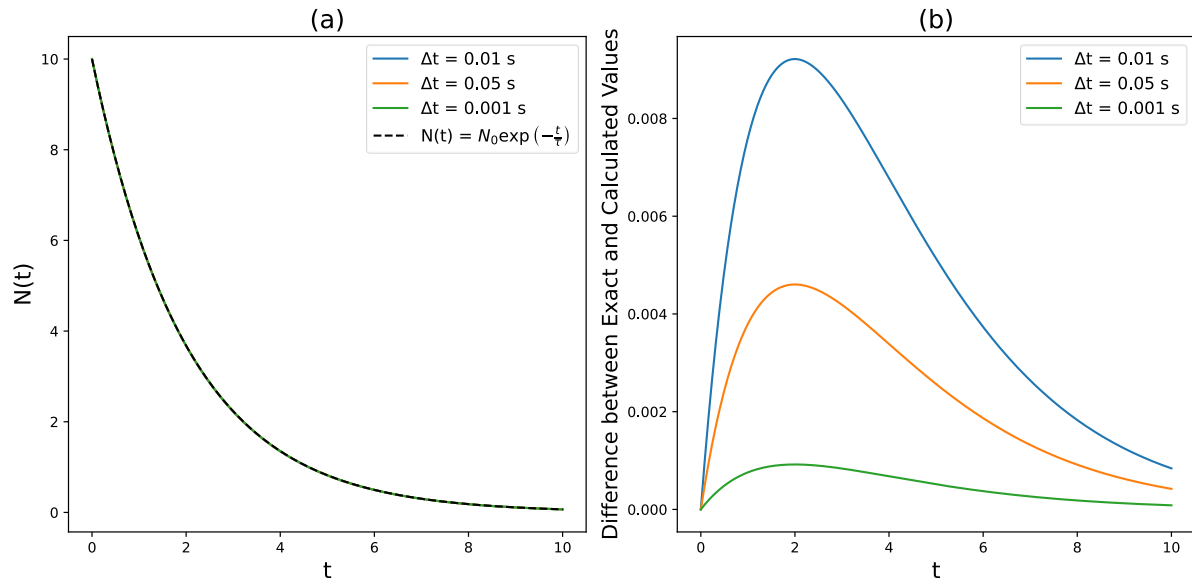 (a)
N(t)
10
8
6
4
2
0
Δt = 0.01 s
Δt = 0.05 s
Δt = 0.001 s
N(t) = N₀exp(−t/τ)
0 2 4 6 8 10
t
(b)
Difference between Exact and Calculated Values
0.008
0.006
0.004
0.002
0.000
Δt = 0.01 s
Δt = 0.05 s
Δt = 0.001 s
0 2 4 6 8 10
t